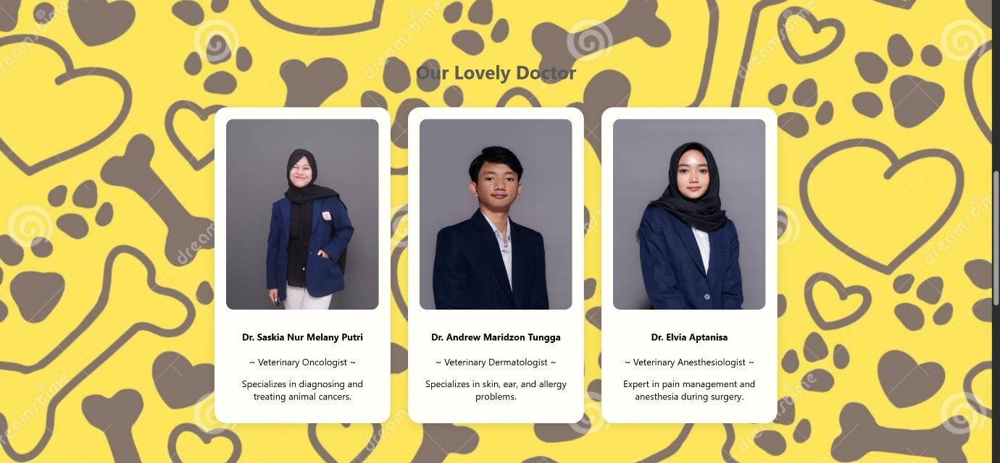 Our Lovely Doctor
Dr. Saskia Nur Melany Putri
~ Veterinary Oncologist ~
Specializes in diagnosing and
treating animal cancers.
Dr. Andrew Maridzon Tungga
~ Veterinary Dermatologist ~
Specializes in skin, ear, and allergy
problems.
Dr. Elvia Aptanisa
~ Veterinary Anesthesiologist ~
Expert in pain management and
anesthesia during surgery.
dreamstime